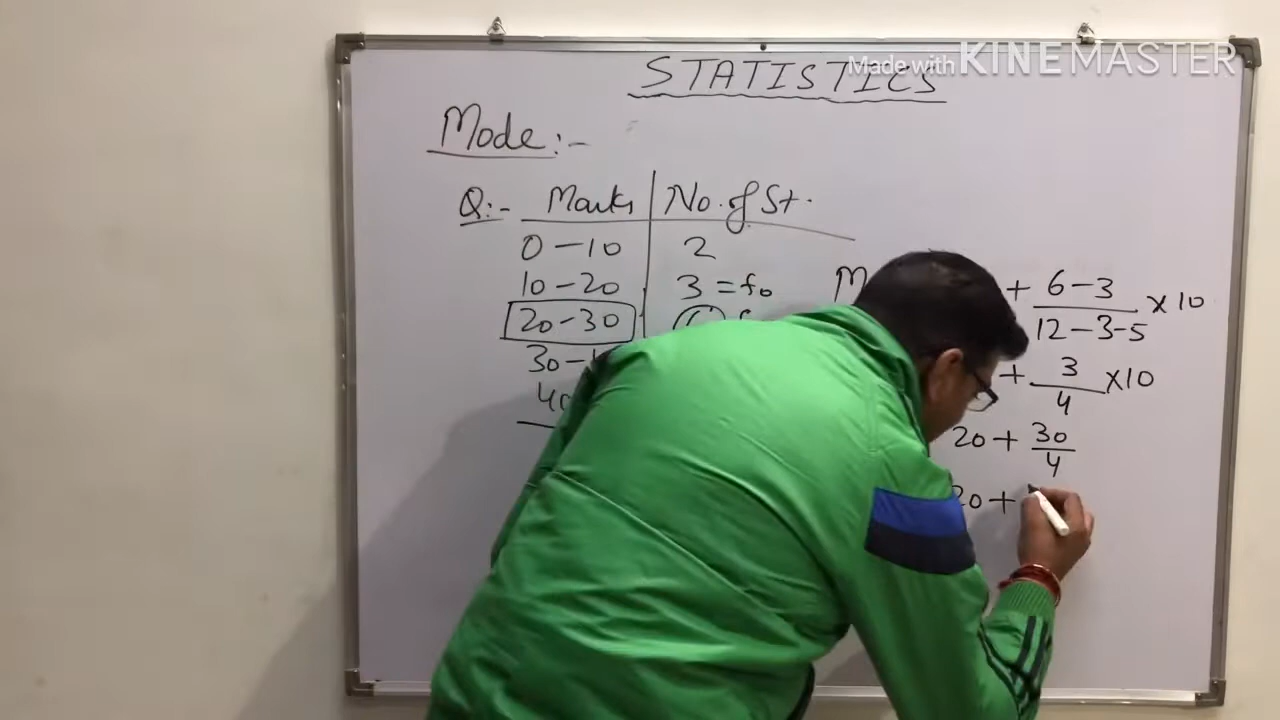 Made with KINEMASTER
STATISTICS
Mode:-
Q:- Marks No. of St.
0-10 2
10-20 3 = f₀
20-30
30-
40
M + 6-3/12-3-5 ×10
+ 3/4 ×10
20 + 30/4
20 +